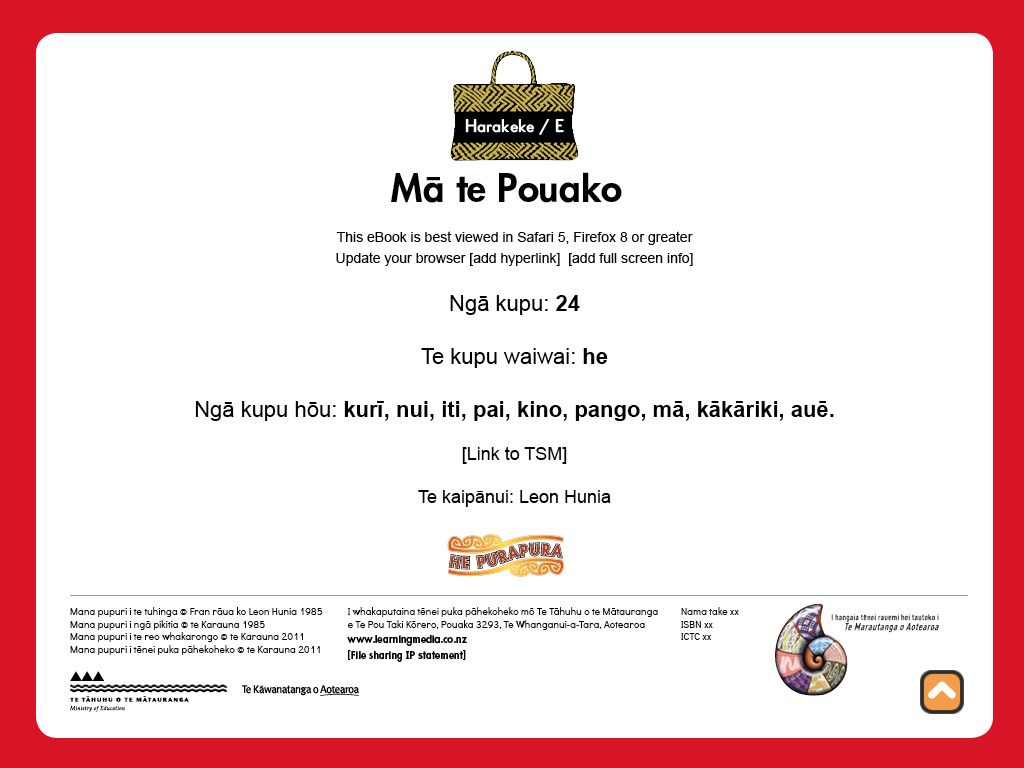 Harakeke / E
Mā te Pouako
This eBook is best viewed in Safari 5, Firefox 8 or greater
Update your browser [add hyperlink]  [add full screen info]
Ngā kupu: 24
Te kupu waiwai: he
Ngā kupu hōu: kurī, nui, iti, pai, kino, pango, mā, kākāriki, auē.
[Link to TSM]
Te kaipānui: Leon Hunia
HE PURAPURA
Mana pupuri i te tuhinga © Fran rāua ko Leon Hunia 1985
Mana pupuri i ngā pikitia © te Karauna 1985
Mana pupuri i te reo whakarongo © te Karauna 2011
Mana pupuri i tēnei puka pāhekoheko © te Karauna 2011
I whakaputaina tēnei puka pāhekoheko mō Te Tāhuhu o te Mātauranga
e Te Pou Taki Kōrero, Pouaka 3293, Te Whanganui-a-Tara, Aotearoa
www.learningmedia.co.nz
[File sharing IP statement]
Nama take xx
ISBN xx
ICTC xx
I hangaia tēnei rauemi hei tautoko i
Te Marautanga o Aotearoa
TE TĀHUHU O TE MĀTAURANGA
Ministry of Education
Te Kāwanatanga o Aotearoa